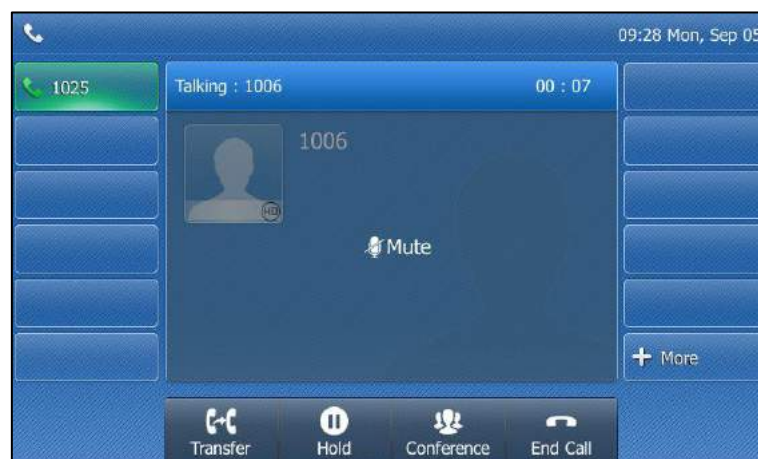 09:28 Mon, Sep 05
1025
Talking : 1006 00 : 07
1006
HD
Mute
More
Transfer Hold Conference End Call